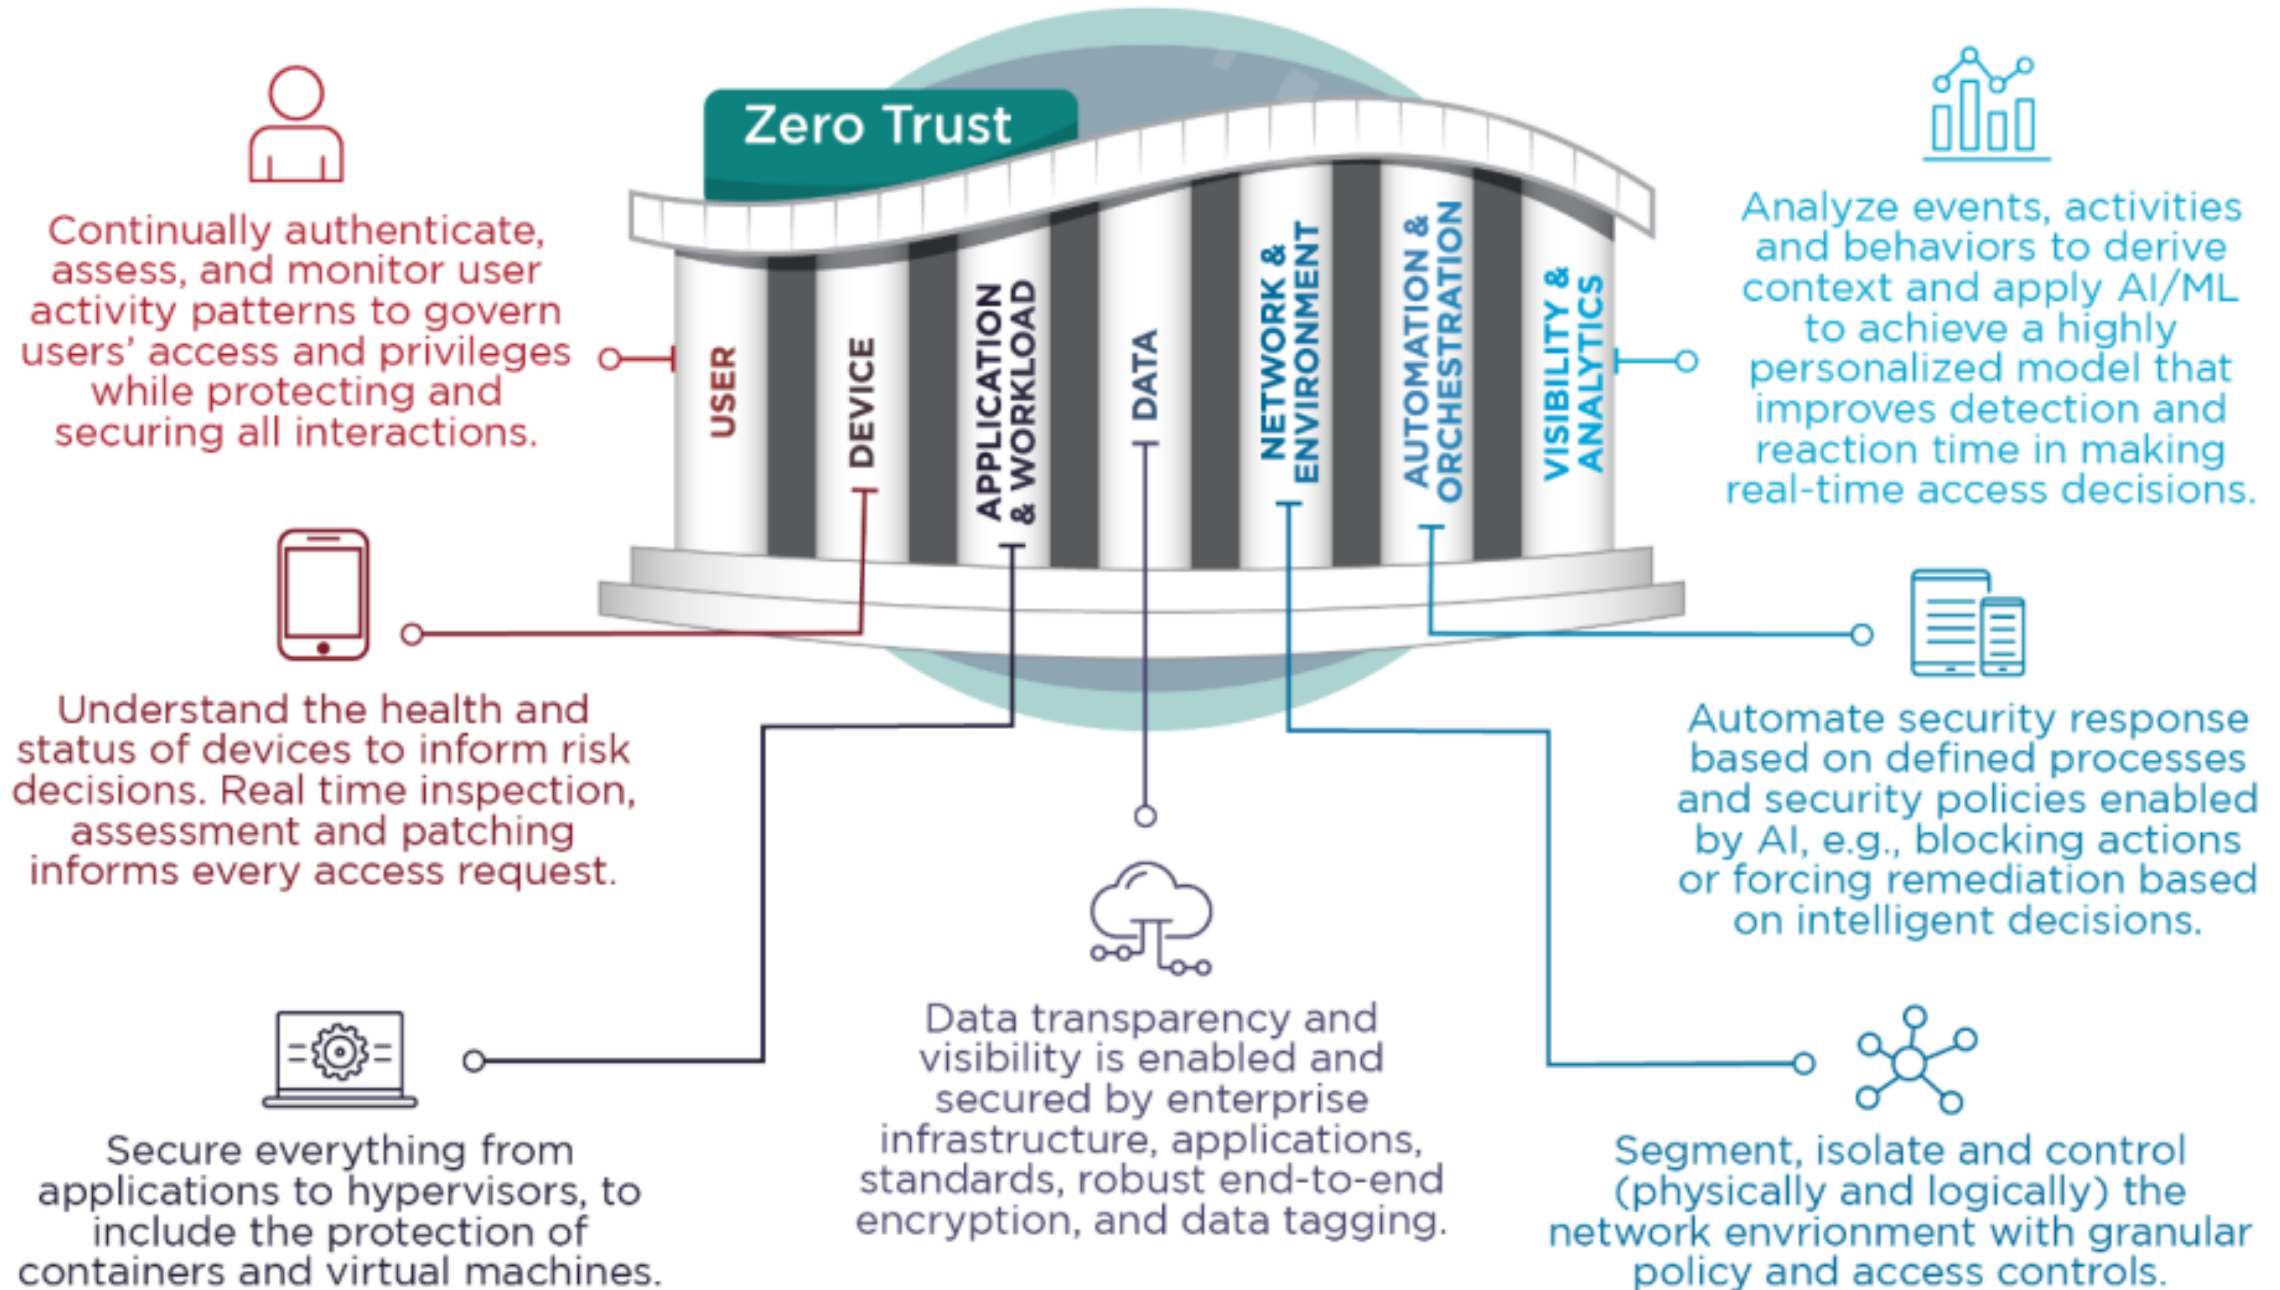 Zero Trust
Continually authenticate,
assess, and monitor user
activity patterns to govern
users' access and privileges
while protecting and
securing all interactions.
USER
DEVICE
APPLICATION
& WORKLOAD
DATA
NETWORK &
ENVIRONMENT
AUTOMATION &
ORCHESTRATION
VISIBILITY &
ANALYTICS
Analyze events, activities
and behaviors to derive
context and apply AI/ML
to achieve a highly
personalized model that
improves detection and
reaction time in making
real-time access decisions.
Understand the health and
status of devices to inform risk
decisions. Real time inspection,
assessment and patching
informs every access request.
Automate security response
based on defined processes
and security policies enabled
by AI, e.g., blocking actions
or forcing remediation based
on intelligent decisions.
Secure everything from
applications to hypervisors, to
include the protection of
containers and virtual machines.
Data transparency and
visibility is enabled and
secured by enterprise
infrastructure, applications,
standards, robust end-to-end
encryption, and data tagging.
Segment, isolate and control
(physically and logically) the
network envrionment with granular
policy and access controls.